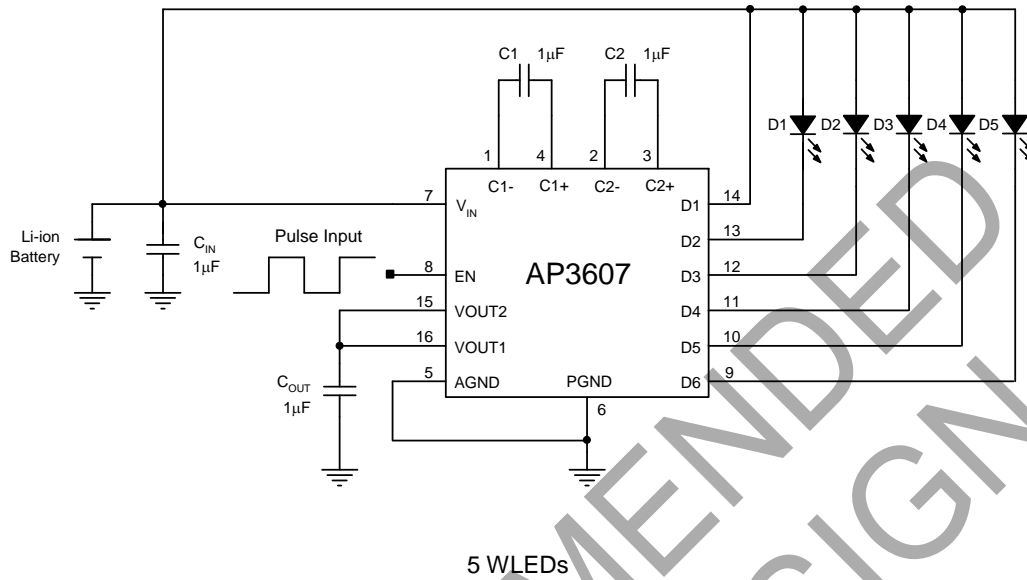 C1 1μF C2 1μF
D1 D2 D3 D4 D5
1 4 2 3
C1- C1+ C2- C2+
7 VIN D1 14
Li-ion
Battery
CIN
1μF
Pulse Input
D2 13
8 EN AP3607 D3 12
15 VOUT2 D4 11
16 VOUT1 D5 10
5 AGND PGND D6 9
COUT
1μF
6
MENDED
SIGN
5 WLEDs